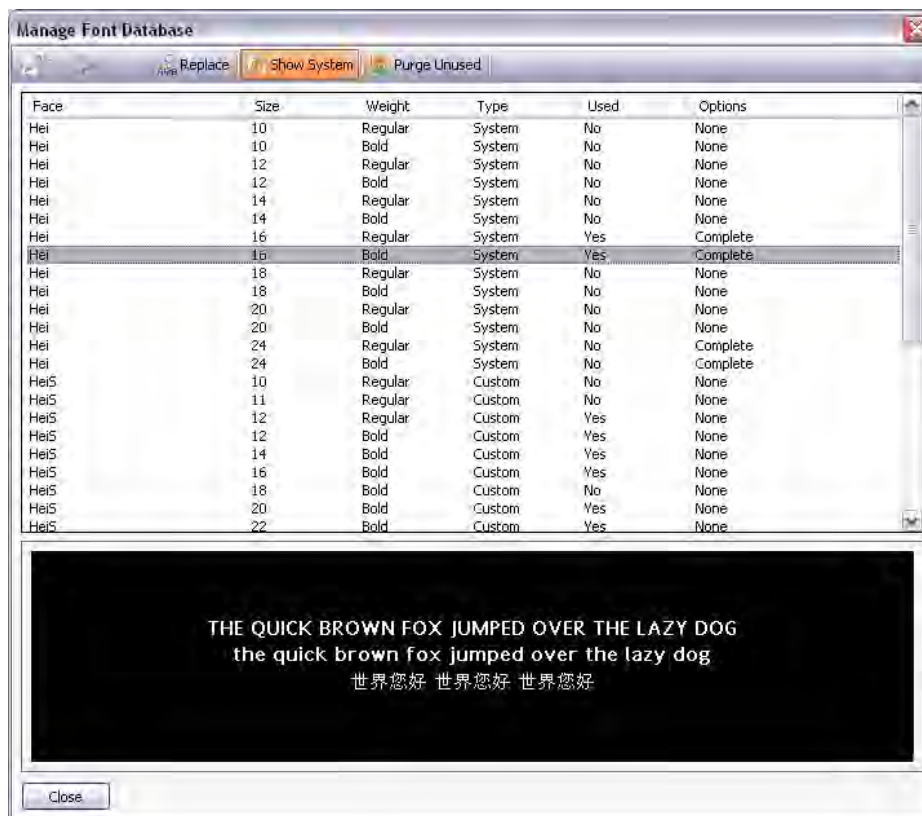 Manage Font Database
Replace Show System Purge Unused
Face Size Weight Type Used Options
Hei 10 Regular System No None
Hei 10 Bold System No None
Hei 12 Regular System No None
Hei 12 Bold System No None
Hei 14 Regular System No None
Hei 14 Bold System No None
Hei 16 Regular System Yes Complete
Hei 16 Bold System Yes Complete
Hei 18 Regular System No None
Hei 18 Bold System No None
Hei 20 Regular System No None
Hei 20 Bold System No None
Hei 24 Regular System No Complete
Hei 24 Bold System No Complete
HeiS 10 Regular Custom No None
HeiS 11 Regular Custom No None
HeiS 12 Regular Custom Yes None
HeiS 12 Bold Custom Yes None
HeiS 14 Bold Custom Yes None
HeiS 16 Bold Custom Yes None
HeiS 18 Bold Custom No None
HeiS 20 Bold Custom Yes None
HeiS 22 Bold Custom Yes None
THE QUICK BROWN FOX JUMPED OVER THE LAZY DOG
the quick brown fox jumped over the lazy dog
世界您好 世界您好 世界您好
Close